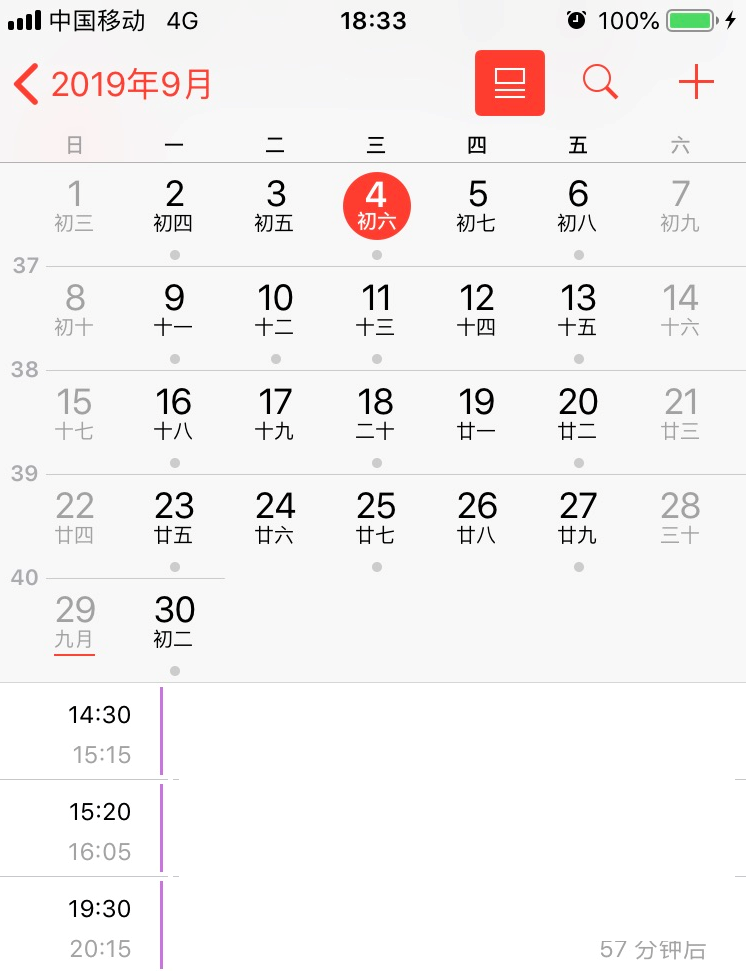 中国移动 4G 18:33 100%
2019年9月
日 一 二 三 四 五 六
1 2 3 4 5 6 7
初三 初四 初五 初六 初七 初八 初九
37
8 9 10 11 12 13 14
初十 十一 十二 十三 十四 十五 十六
38
15 16 17 18 19 20 21
十七 十八 十九 二十 廿一 廿二 廿三
39
22 23 24 25 26 27 28
廿四 廿五 廿六 廿七 廿八 廿九 三十
40
29 30
九月 初二
14:30
15:15
15:20
16:05
19:30
20:15 57 分钟后